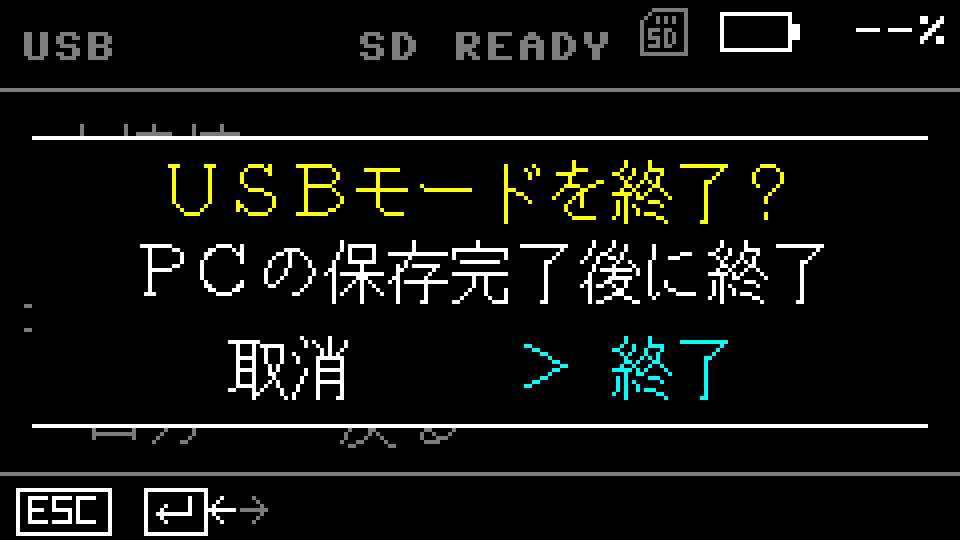 USB SD READY SD --%
USBモードを終了?
PCの保存完了後に終了
取消 > 終了
ESC ↵ ← →